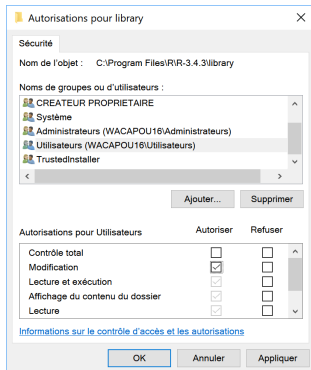 Autorisations pour library
Sécurité
Nom de l'objet : C:\Program Files\R\R-3.4.3\library
Noms de groupes ou d'utilisateurs :
CREATEUR PROPRIETAIRE
Système
Administrateurs (WACAPOU16\Administrateurs)
Utilisateurs (WACAPOU16\Utilisateurs)
TrustedInstaller
Ajouter... Supprimer
Autorisations pour Utilisateurs Autoriser Refuser
Contrôle total
Modification
Lecture et exécution
Affichage du contenu du dossier
Lecture
Informations sur le contrôle d'accès et les autorisations
OK Annuler Appliquer